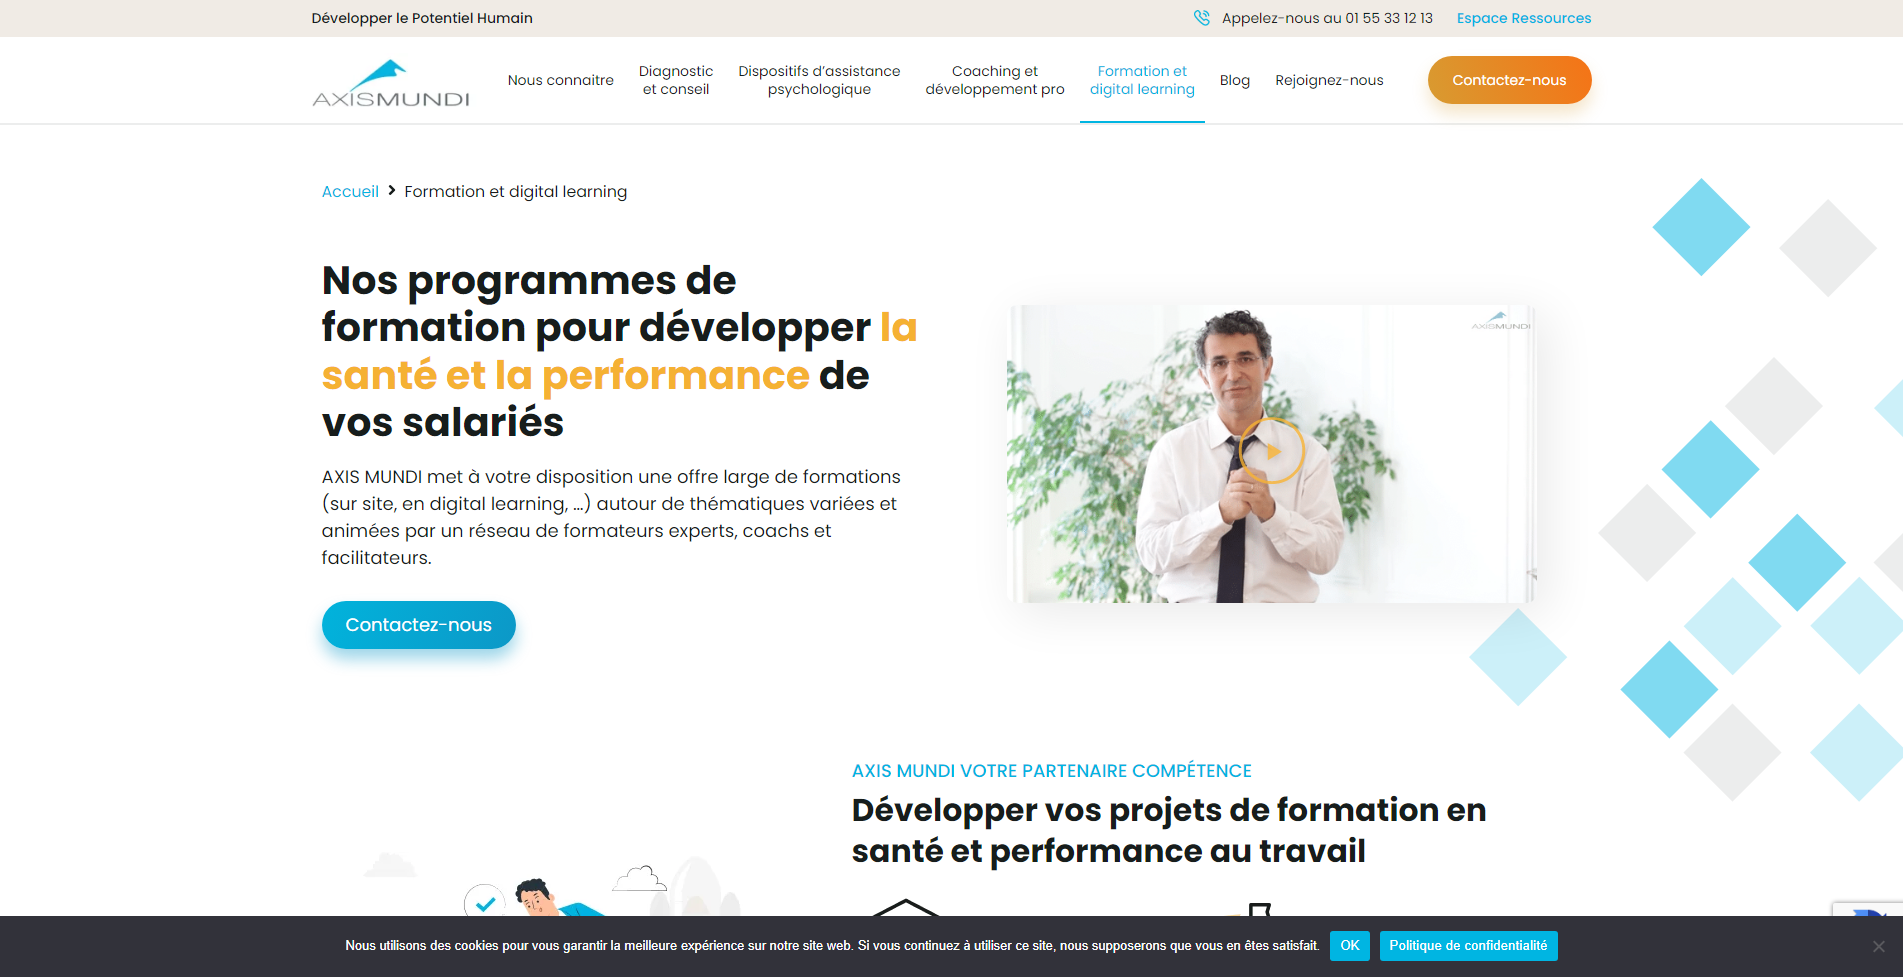 Développer le Potentiel Humain
Appelez-nous au 01 55 33 12 13
Espace Ressources
AXISMUNDI
Nous connaitre
Diagnostic
et conseil
Dispositifs d'assistance
psychologique
Coaching et
développement pro
Formation et
digital learning
Blog
Rejoignez-nous
Contactez-nous
Accueil
Formation et digital learning
Nos programmes de
formation pour développer la
santé et la performance de
vos salariés
AXIS MUNDI met à votre disposition une offre large de formations
(sur site, en digital learning, …) autour de thématiques variées et
animées par un réseau de formateurs experts, coachs et
facilitateurs.
Contactez-nous
AXISMUNDI
AXIS MUNDI VOTRE PARTENAIRE COMPÉTENCE
Développer vos projets de formation en
santé et performance au travail
Nous utilisons des cookies pour vous garantir la meilleure expérience sur notre site web. Si vous continuez à utiliser ce site, nous supposerons que vous en êtes satisfait.
OK
Politique de confidentialité